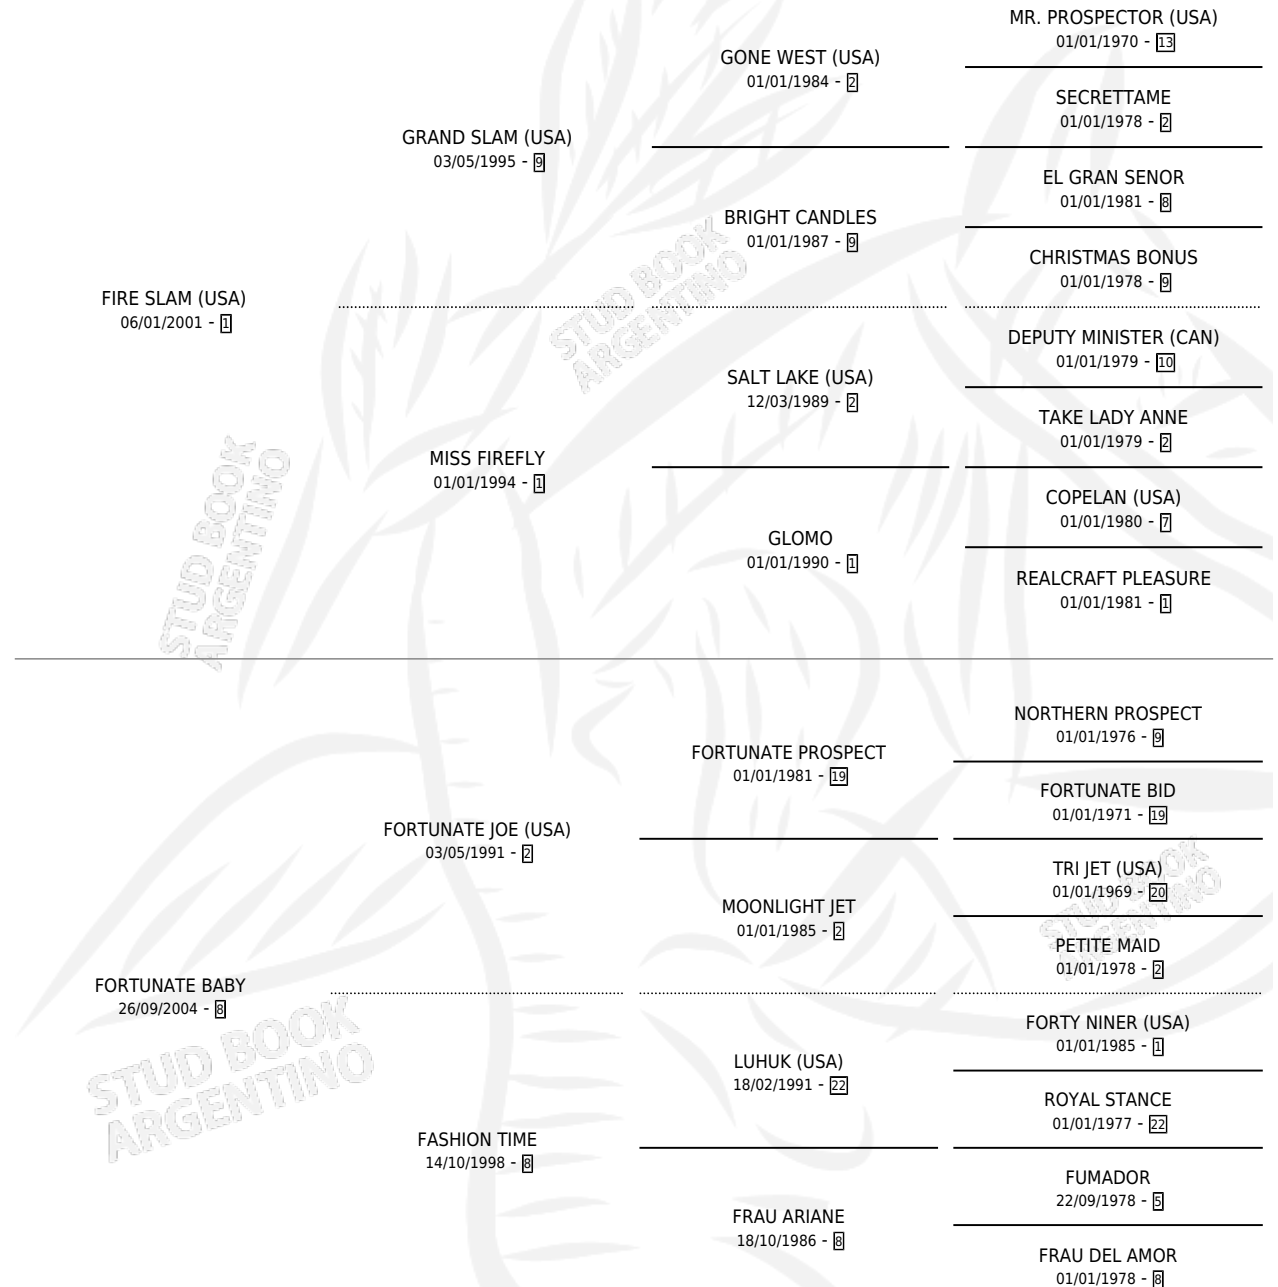 MR. PROSPECTOR (USA)
01/01/1970 - 13
GONE WEST (USA)
01/01/1984 - 2
SECRETTAME
01/01/1978 - 2
GRAND SLAM (USA)
03/05/1995 - 9
EL GRAN SENOR
01/01/1981 - 8
BRIGHT CANDLES
01/01/1987 - 9
CHRISTMAS BONUS
01/01/1978 - 9
FIRE SLAM (USA)
06/01/2001 - 1
DEPUTY MINISTER (CAN)
01/01/1979 - 10
SALT LAKE (USA)
12/03/1989 - 2
TAKE LADY ANNE
01/01/1979 - 2
MISS FIREFLY
01/01/1994 - 1
COPELAN (USA)
01/01/1980 - 7
GLOMO
01/01/1990 - 1
REALCRAFT PLEASURE
01/01/1981 - 1
NORTHERN PROSPECT
01/01/1976 - 9
FORTUNATE PROSPECT
01/01/1981 - 19
FORTUNATE BID
01/01/1971 - 19
FORTUNATE JOE (USA)
03/05/1991 - 2
TRI JET (USA)
01/01/1969 - 20
MOONLIGHT JET
01/01/1985 - 2
PETITE MAID
01/01/1978 - 2
FORTUNATE BABY
26/09/2004 - 8
FORTY NINER (USA)
01/01/1985 - 1
LUHUK (USA)
18/02/1991 - 22
ROYAL STANCE
01/01/1977 - 22
FASHION TIME
14/10/1998 - 8
FUMADOR
22/09/1978 - 5
FRAU ARIANE
18/10/1986 - 8
FRAU DEL AMOR
01/01/1978 - 8
STUD BOOK
ARGENTINO
STUD BOOK
ARGENTINO
STUD BOOK
ARGENTINO
STUD BOOK
ARGENTINO